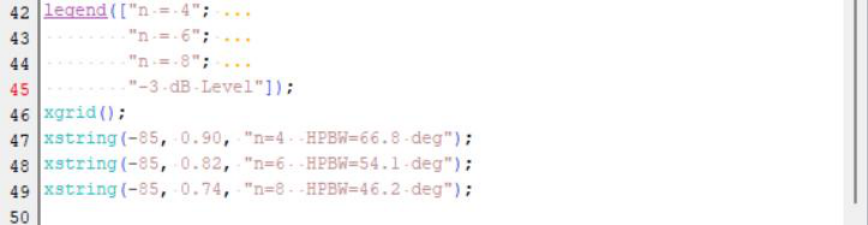 42 legend(["n = 4"; ...
43 "n = 6"; ...
44 "n = 8"; ...
45 "-3 dB Level"]);
46 xgrid();
47 xstring(-85, 0.90, "n=4  HPBW=66.8 deg");
48 xstring(-85, 0.82, "n=6  HPBW=54.1 deg");
49 xstring(-85, 0.74, "n=8  HPBW=46.2 deg");
50